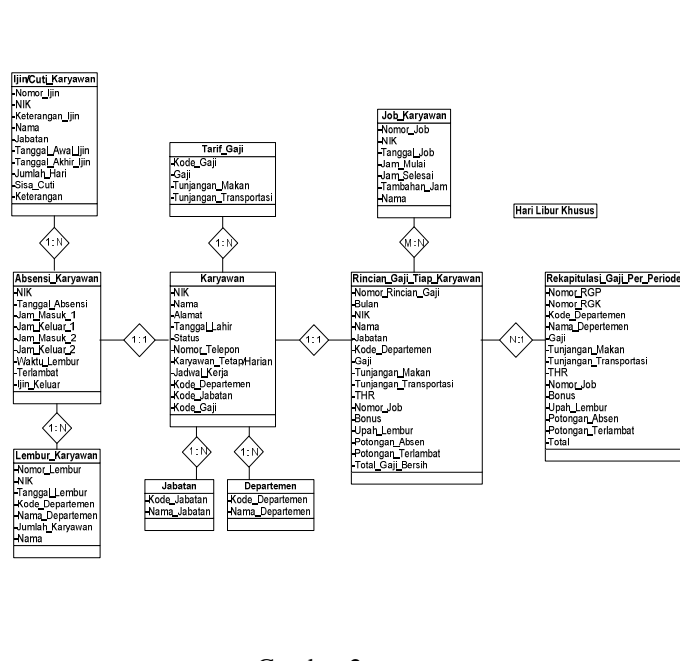 Ijin/Cuti_Karyawan
-Nomor_Ijin
-NIK
-Keterangan_Ijin
-Nama
-Jabatan
-Tanggal_Awal_Ijin
-Tanggal_Akhir_Ijin
-Jumlah_Hari
-Sisa_Cuti
-Keterangan
1:N
Tarif_Gaji
-Kode_Gaji
-Gaji
-Tunjangan_Makan
-Tunjangan_Transportasi
1:N
Job_Karyawan
-Nomor_Job
-NIK
-Tanggal_Job
-Jam_Mulai
-Jam_Selesai
-Tambahan_Jam
-Nama
M:N
Hari Libur Khusus
Absensi_Karyawan
-NIK
-Tanggal_Absensi
-Jam_Masuk_1
-Jam_Keluar_1
-Jam_Masuk_2
-Jam_Keluar_2
-Waktu_Lembur
-Terlambat
-Ijin_Keluar
1:1
Karyawan
-NIK
-Nama
-Alamat
-Tanggal_Lahir
-Status
-Nomor_Telepon
-Karyawan_Tetap/Harian
-Jadwal_Kerja
-Kode_Departemen
-Kode_Jabatan
-Kode_Gaji
1:1
Rincian_Gaji_Tiap_Karyawan
-Nomor_Rincian_Gaji
-Bulan
-NIK
-Nama
-Jabatan
-Kode_Departemen
-Gaji
-Tunjangan_Makan
-Tunjangan_Transportasi
-THR
-Nomor_Job
-Bonus
-Upah_Lembur
-Potongan_Absen
-Potongan_Terlambat
-Total_Gaji_Bersih
N:1
Rekapitulasi_Gaji_Per_Periode
-Nomor_RGP
-Nomor_RGK
-Kode_Departemen
-Nama_Depertemen
-Gaji
-Tunjangan_Makan
-Tunjangan_Transportasi
-THR
-Nomor_Job
-Bonus
-Upah_Lembur
-Potongan_Absen
-Potongan_Terlambat
-Total
1:N
Lembur_Karyawan
-Nomor_Lembur
-NIK
-Tanggal_Lembur
-Kode_Departemen
-Nama_Departemen
-Jumlah_Karyawan
-Nama
1:N
1:N
Jabatan
-Kode_Jabatan
-Nama_Jabatan
Departemen
-Kode_Departemen
-Nama_Departemen